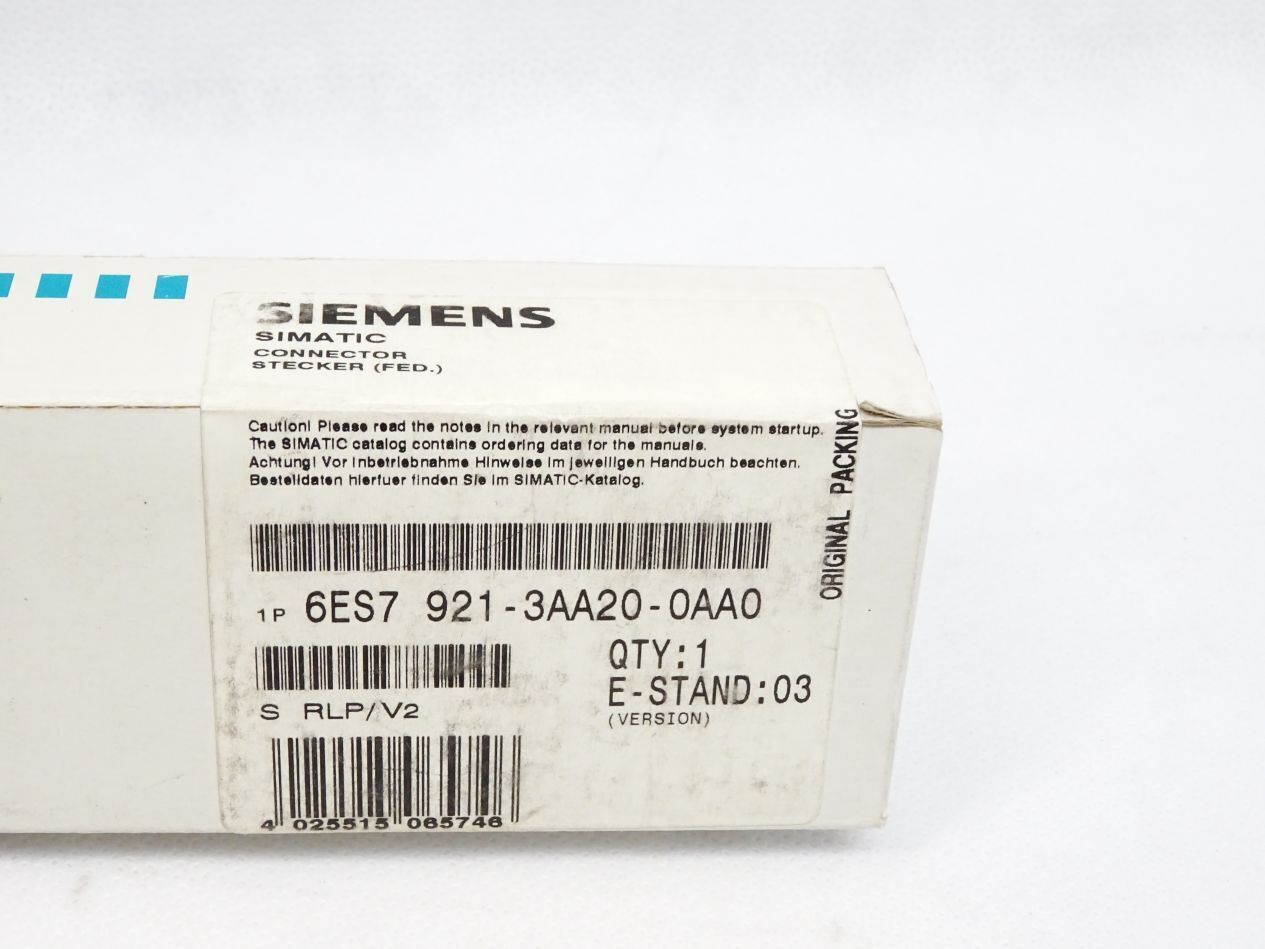 SIEMENS
SIMATIC
CONNECTOR
STECKER (FED.)
Caution! Please read the notes in the relevant manual before system startup.
The SIMATIC catalog contains ordering data for the manuals.
Achtung! Vor Inbetriebnahme Hinweise im jeweiligen Handbuch beachten.
Bestelldaten hierfuer finden Sie im SIMATIC-Katalog.
ORIGINAL PACKING
1P 6ES7 921-3AA20-0AA0
QTY:1
E-STAND:03
(VERSION)
S RLP/V2
4 025515 065746